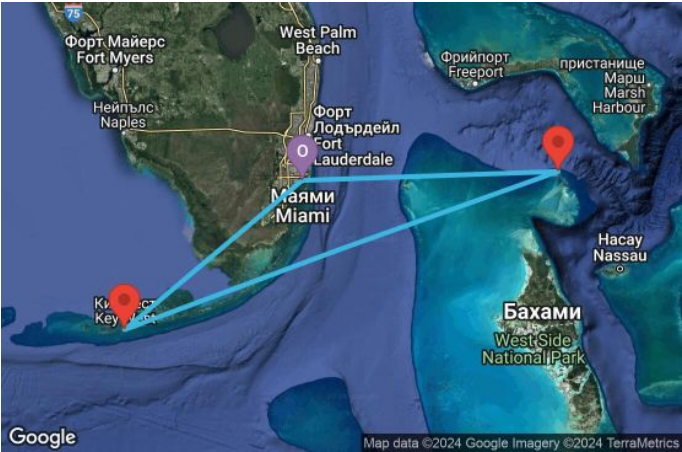 75
Форт Майерс
Fort Myers
West Palm
Beach
Фрийпорт
Freeport
пристанище
Марш
Marsh
Harbour
Нейпълс
Naples
Форт
Лодърдейл
Fort
Lauderdale
O
Маями
Miami
Насау
Nassau
Бахами
West Side
National Park
Google
Map data ©2024 Google Imagery ©2024 TerraMetrics